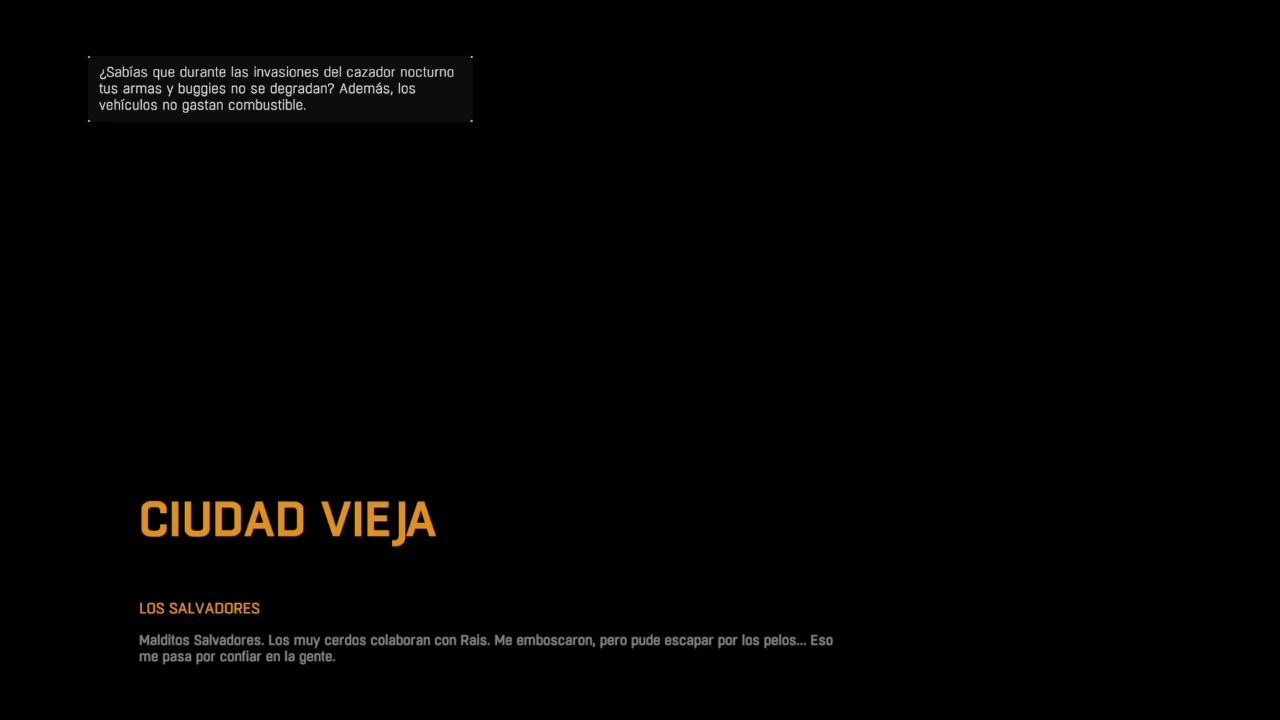 ¿Sabías que durante las invasiones del cazador nocturno
tus armas y buggies no se degradan? Además, los
vehículos no gastan combustible.
CIUDAD VIEJA
LOS SALVADORES
Malditos Salvadores. Los muy cerdos colaboran con Rais. Me emboscaron, pero pude escapar por los pelos... Eso
me pasa por confiar en la gente.